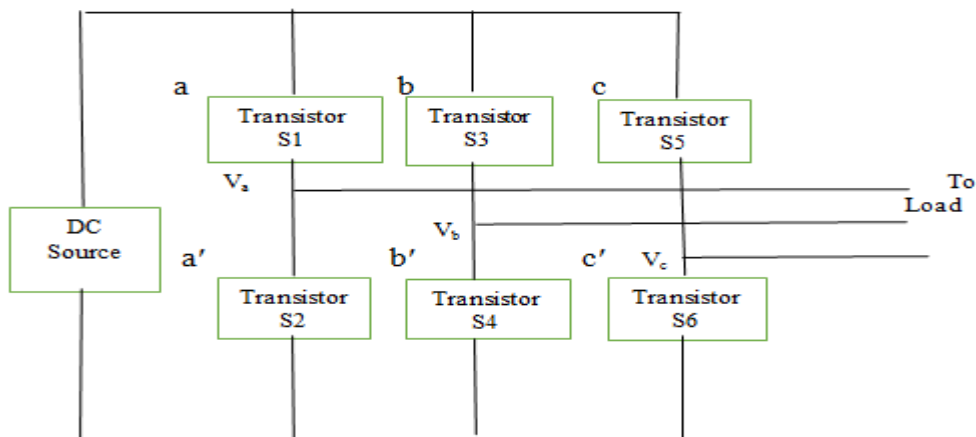 a
b
c
Transistor
S1
Transistor
S3
Transistor
S5
Va
To
Load
DC
Source
Vb
a′
b′
c′
Vc
Transistor
S2
Transistor
S4
Transistor
S6